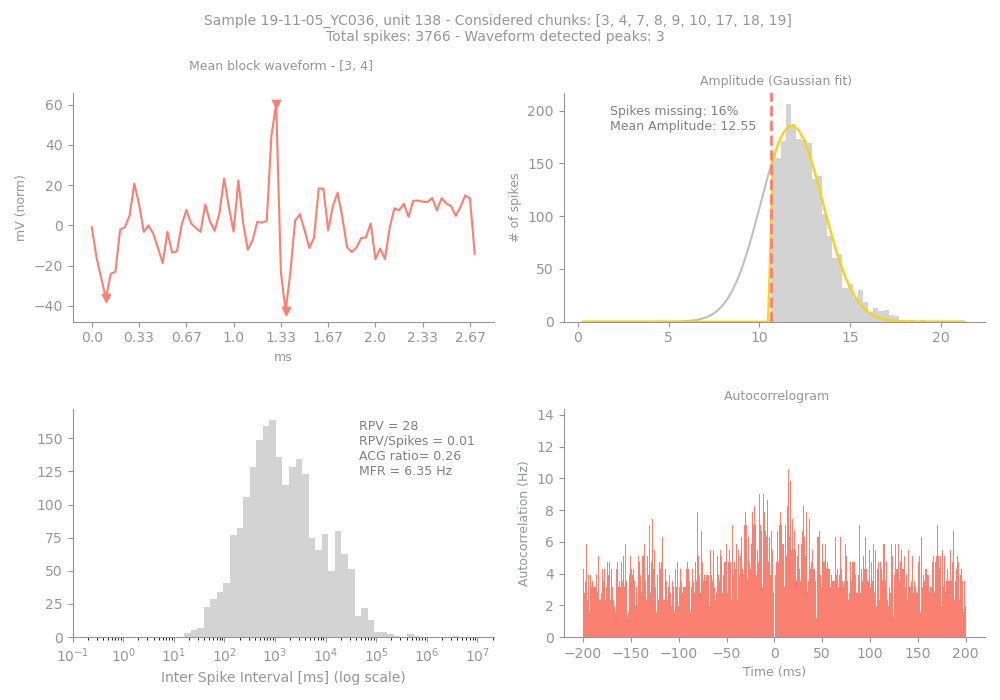 Sample 19-11-05_YC036, unit 138 - Considered chunks: [3, 4, 7, 8, 9, 10, 17, 18, 19]
Total spikes: 3766 - Waveform detected peaks: 3
Mean block waveform - [3, 4]
mV (norm)
60
40
20
0
−20
−40
0.0 0.33 0.67 1.0 1.33 1.67 2.0 2.33 2.67
ms
Amplitude (Gaussian fit)
Spikes missing: 16%
Mean Amplitude: 12.55
# of spikes
200
150
100
50
0
0 5 10 15 20
RPV = 28
RPV/Spikes = 0.01
ACG ratio= 0.26
MFR = 6.35 Hz
150
125
100
75
50
25
0
10⁻¹ 10⁰ 10¹ 10² 10³ 10⁴ 10⁵ 10⁶ 10⁷
Inter Spike Interval [ms] (log scale)
Autocorrelogram
Autocorrelation (Hz)
14
12
10
8
6
4
2
0
−200 −150 −100 −50 0 50 100 150 200
Time (ms)